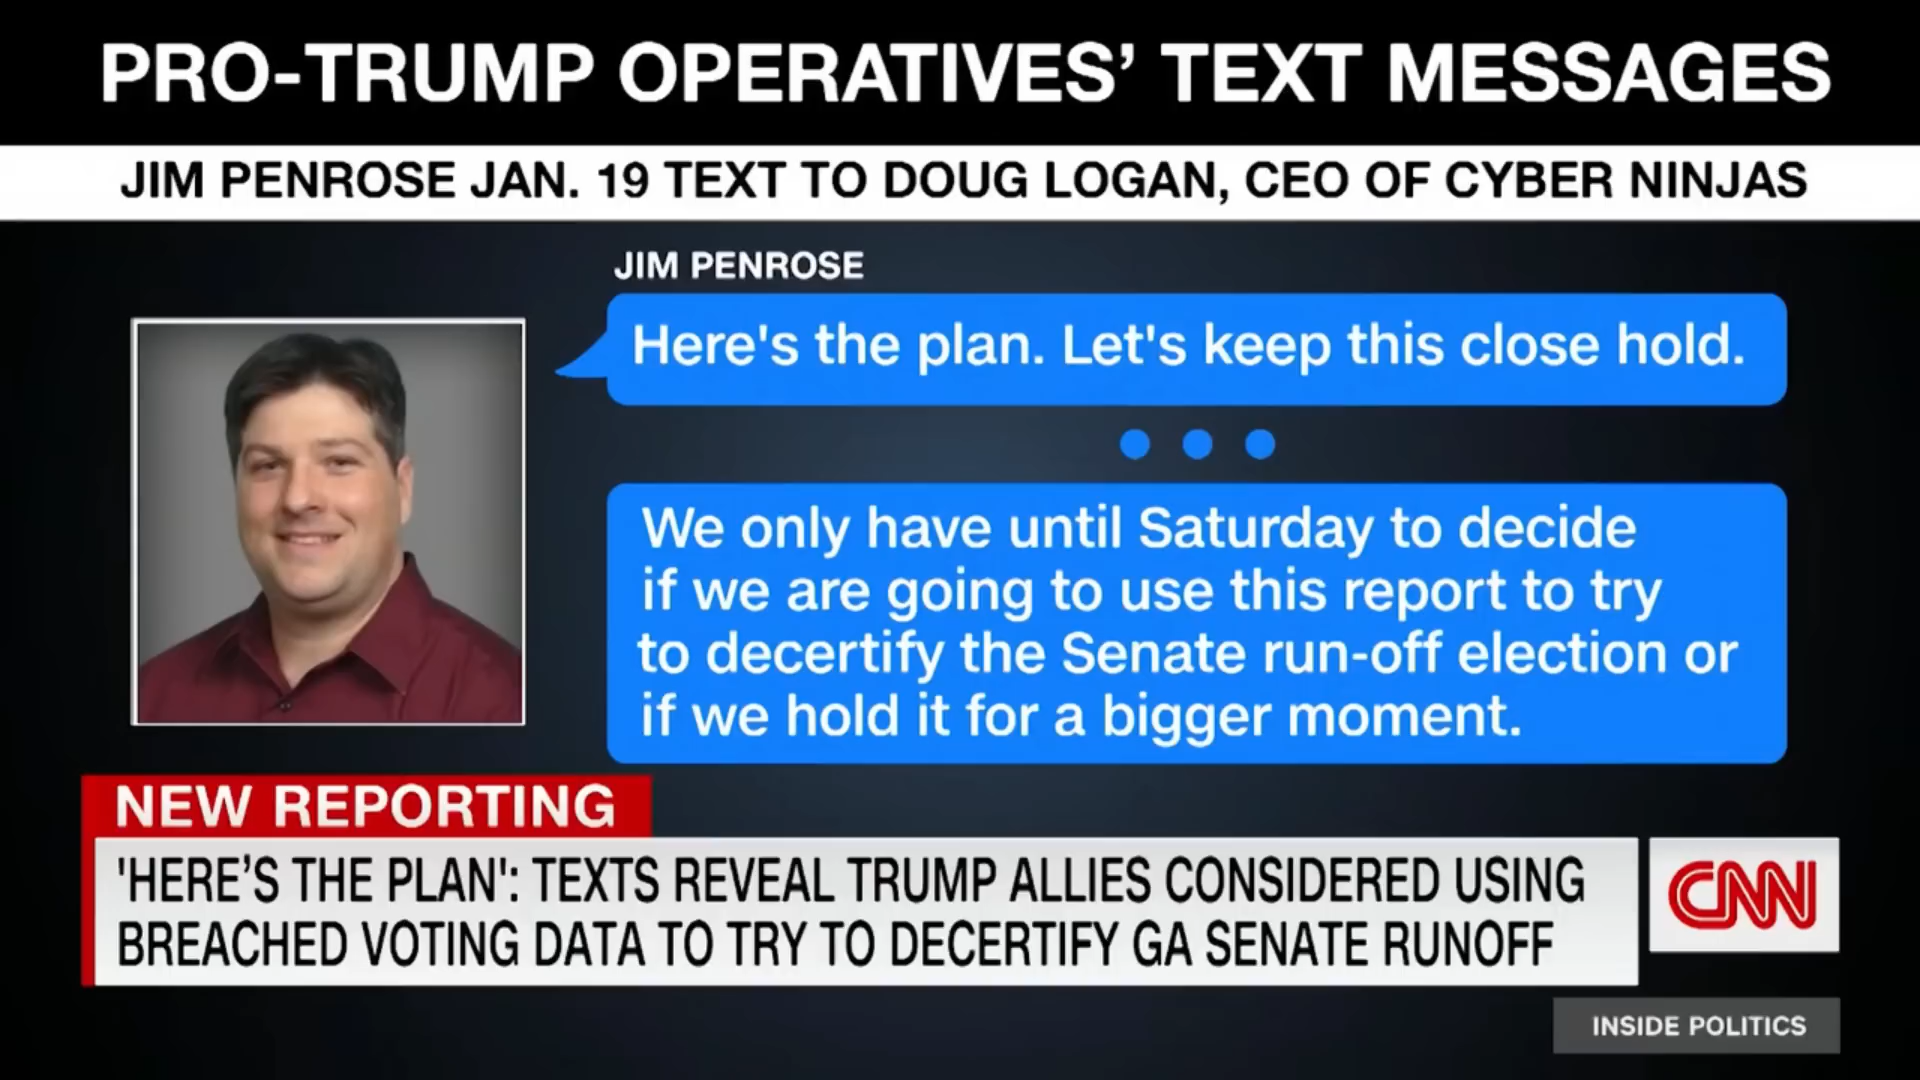 PRO-TRUMP OPERATIVES’ TEXT MESSAGES
JIM PENROSE JAN. 19 TEXT TO DOUG LOGAN, CEO OF CYBER NINJAS
JIM PENROSE
Here's the plan. Let's keep this close hold.
We only have until Saturday to decide
if we are going to use this report to try
to decertify the Senate run-off election or
if we hold it for a bigger moment.
NEW REPORTING
'HERE’S THE PLAN': TEXTS REVEAL TRUMP ALLIES CONSIDERED USING
BREACHED VOTING DATA TO TRY TO DECERTIFY GA SENATE RUNOFF
CNN
INSIDE POLITICS